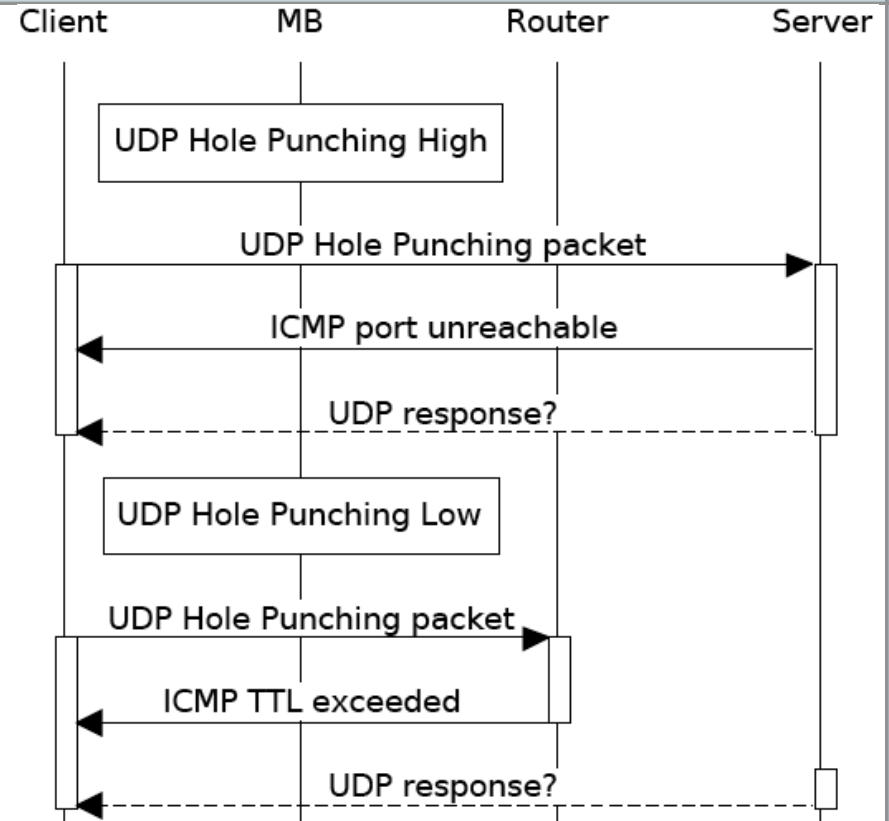 Client MB Router Server
UDP Hole Punching High
UDP Hole Punching packet
ICMP port unreachable
UDP response?
UDP Hole Punching Low
UDP Hole Punching packet
ICMP TTL exceeded
UDP response?